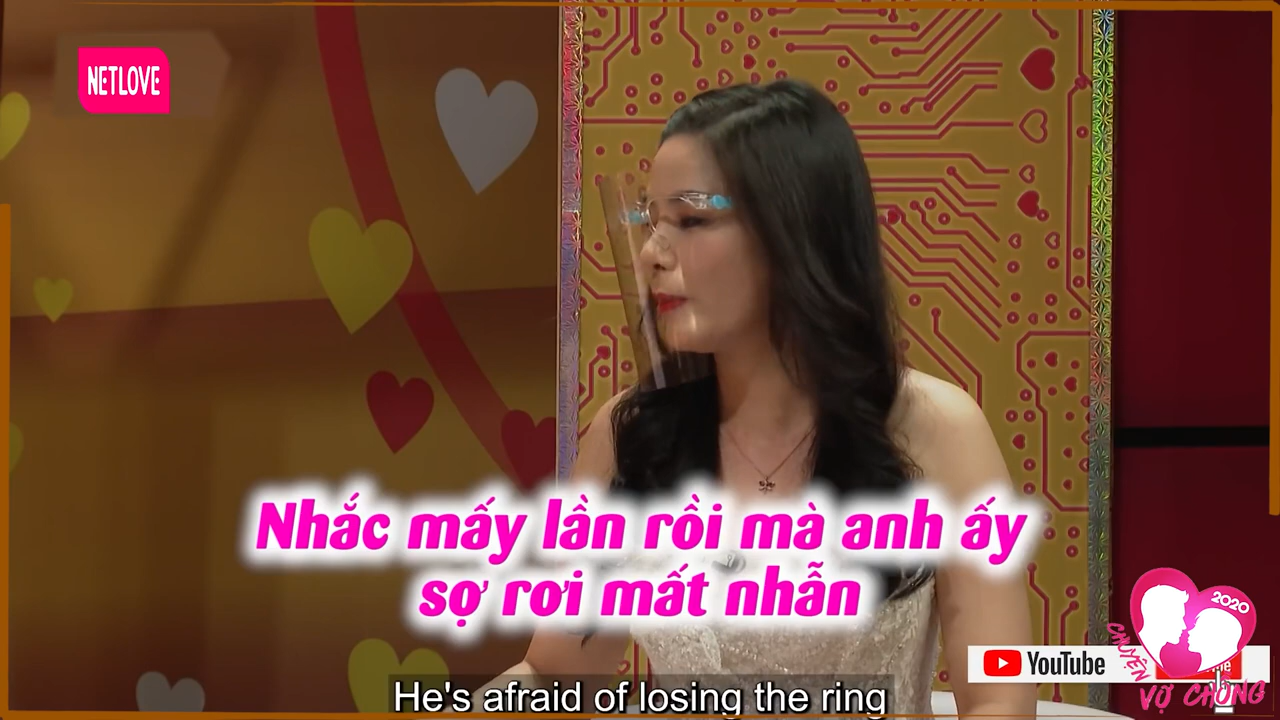 NETLOVE
Nhắc mấy lần rồi mà anh ấy
sợ rơi mất nhẫn
He's afraid of losing the ring
YouTube
2020
CHUYỆN
VỢ CHỒNG